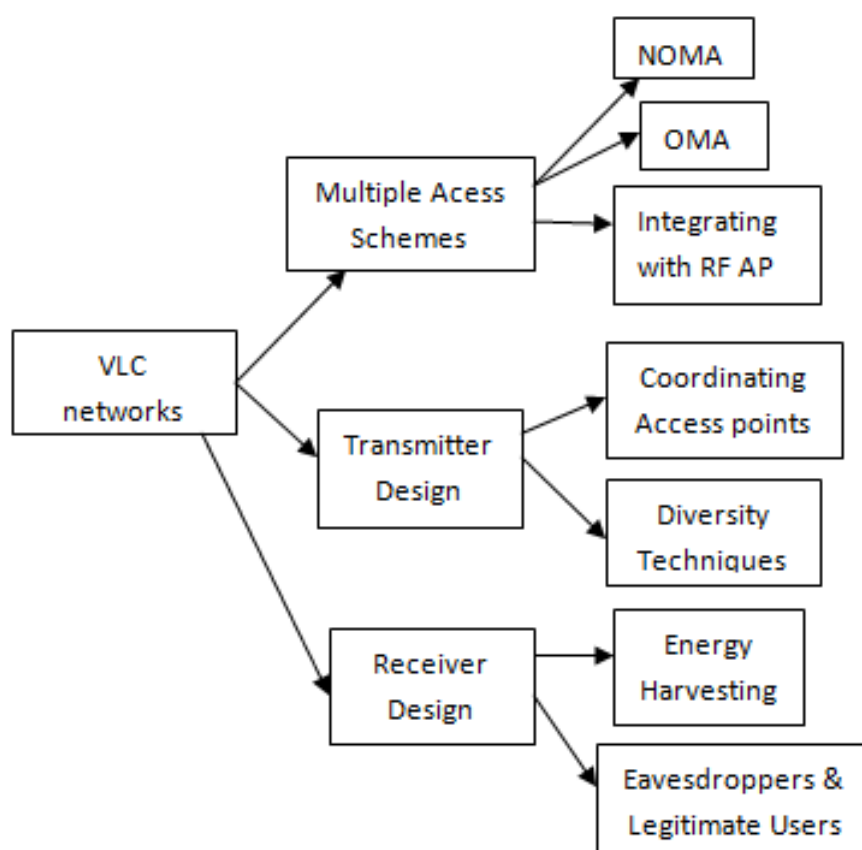 NOMA
OMA
Multiple Acess
Schemes
Integrating
with RF AP
VLC
networks
Coordinating
Access points
Transmitter
Design
Diversity
Techniques
Receiver
Design
Energy
Harvesting
Eavesdroppers &
Legitimate Users